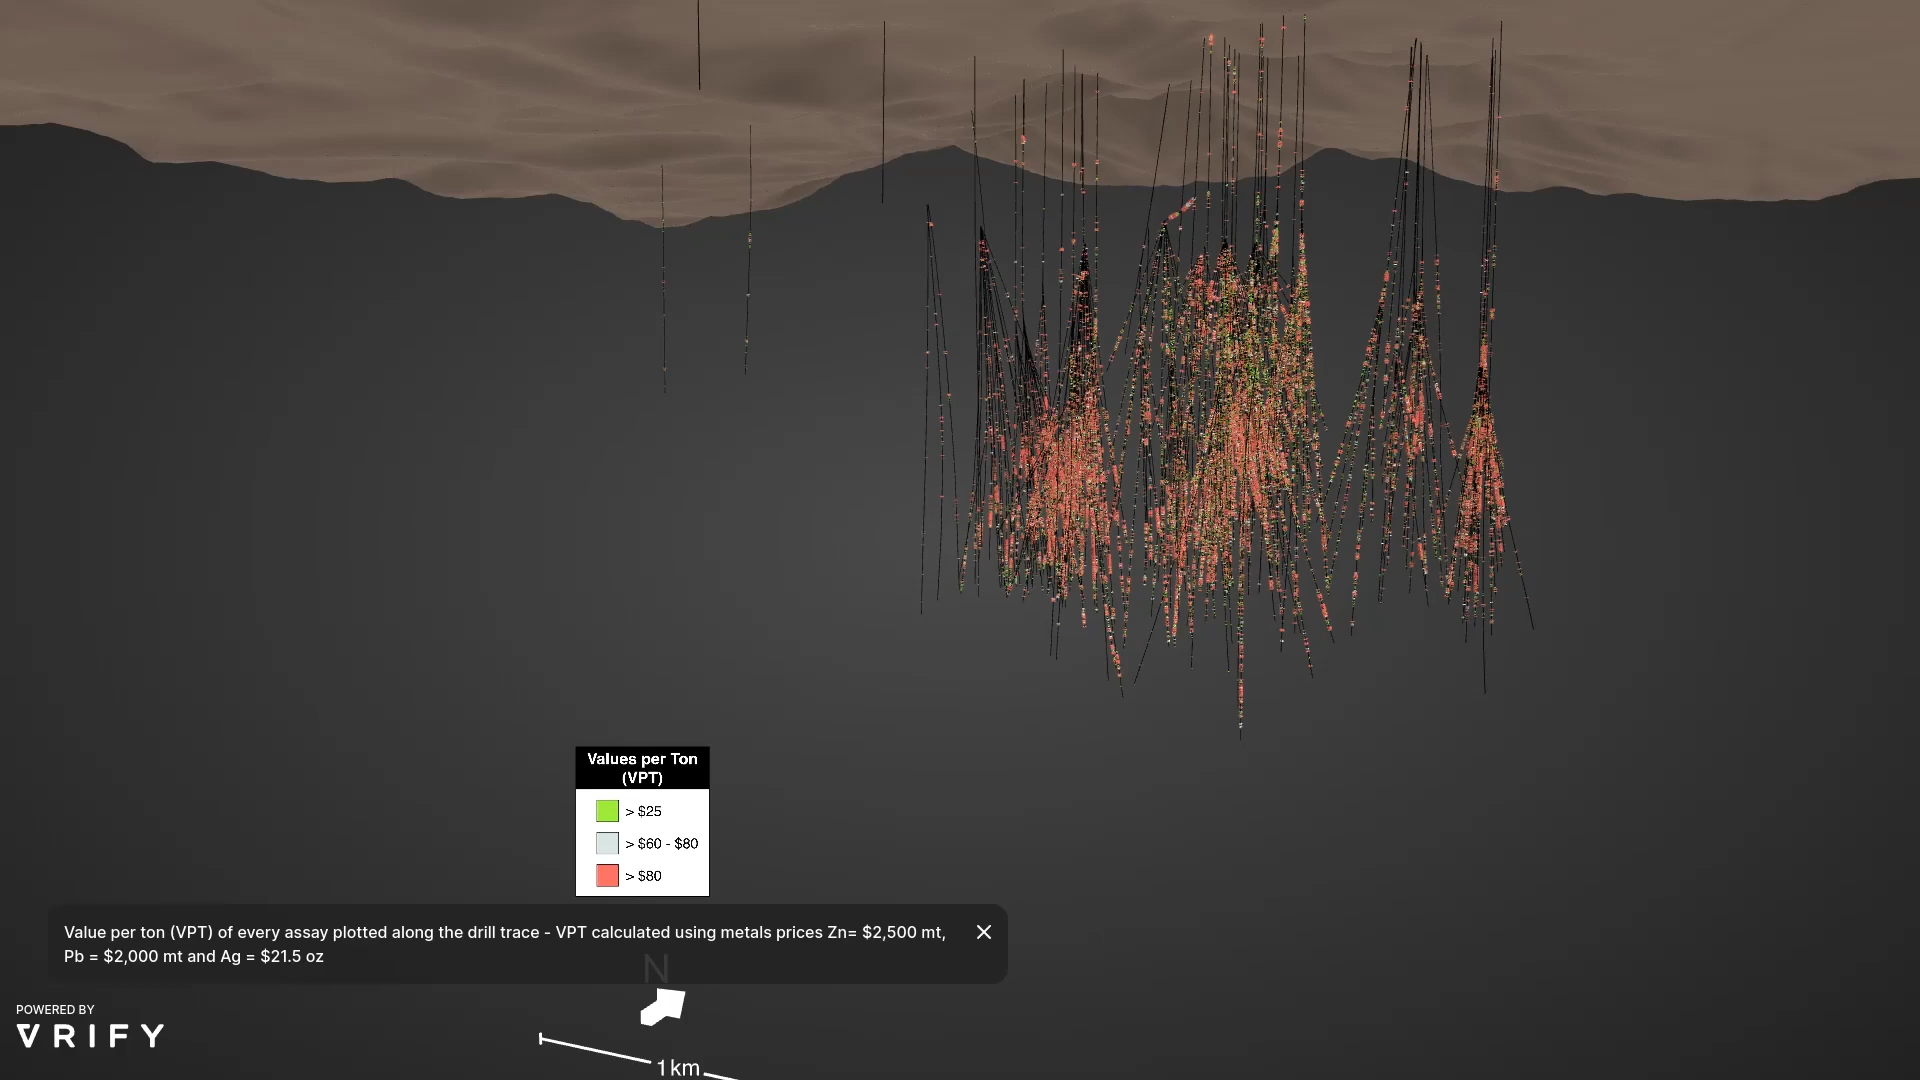 Values per Ton
(VPT)
> $25
> $60 - $80
> $80
Value per ton (VPT) of every assay plotted along the drill trace - VPT calculated using metals prices Zn= $2,500 mt,
Pb = $2,000 mt and Ag = $21.5 oz
N
POWERED BY
VRIFY
1km